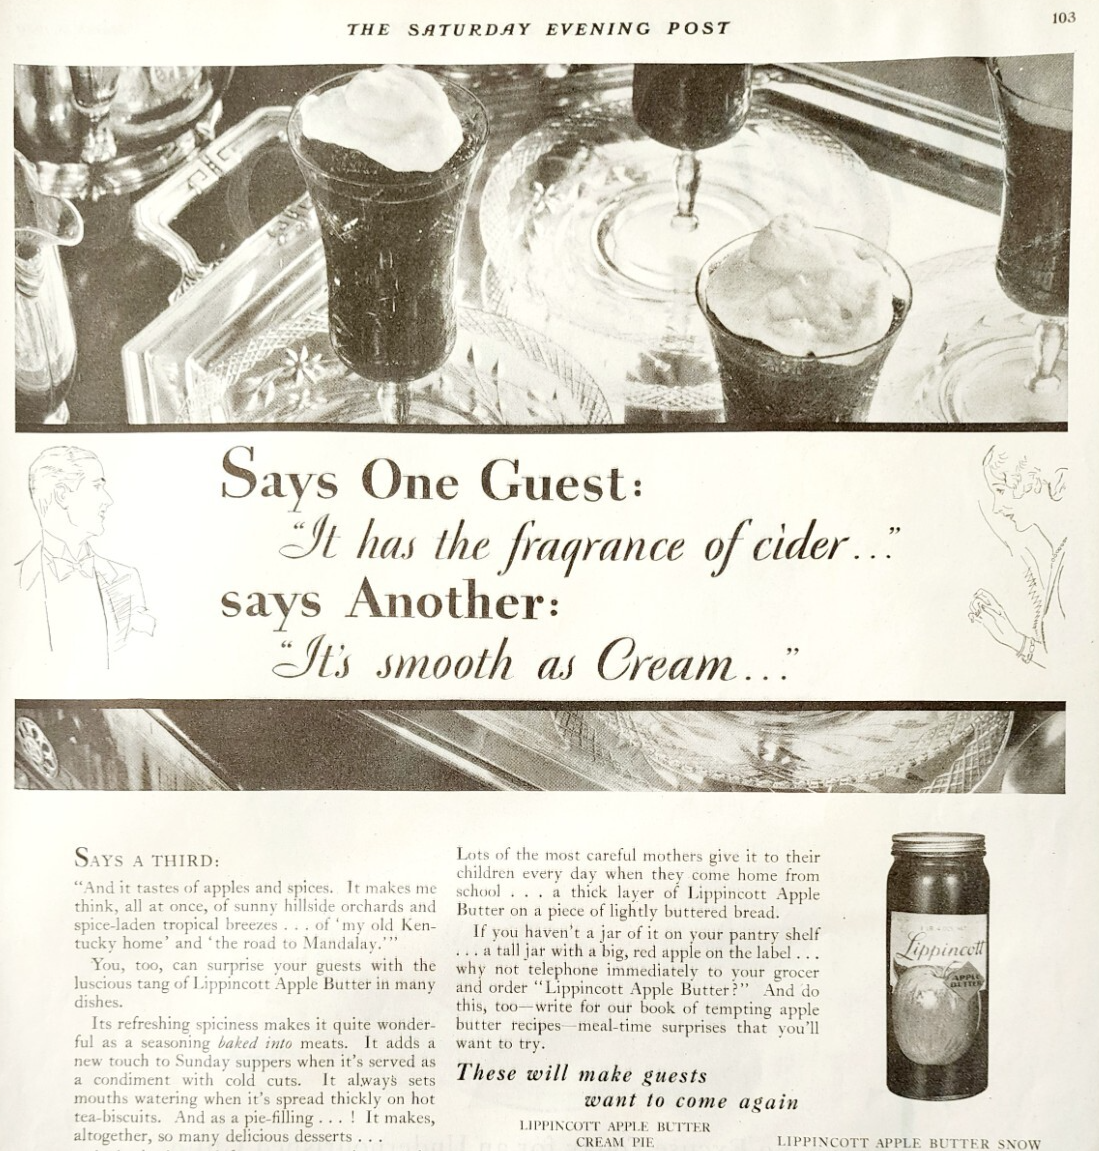 THE SATURDAY EVENING POST
103
Says One Guest:
“It has the fragrance of cider...”
says Another:
“It's smooth as Cream...”
SAYS A THIRD:
“And it tastes of apples and spices. It makes me
think, all at once, of sunny hillside orchards and
spice-laden tropical breezes . . . of ‘my old Ken-
tucky home’ and ‘the road to Mandalay.’”
You, too, can surprise your guests with the
luscious tang of Lippincott Apple Butter in many
dishes.
Its refreshing spiciness makes it quite wonder-
ful as a seasoning baked into meats. It adds a
new touch to Sunday suppers when it's served as
a condiment with cold cuts. It always sets
mouths watering when it's spread thickly on hot
tea-biscuits. And as a pie-filling . . . ! It makes,
altogether, so many delicious desserts . . .
Lots of the most careful mothers give it to their
children every day when they come home from
school . . . a thick layer of Lippincott Apple
Butter on a piece of lightly buttered bread.
If you haven't a jar of it on your pantry shelf
. . . a tall jar with a big, red apple on the label . . .
why not telephone immediately to your grocer
and order “Lippincott Apple Butter?” And do
this, too—write for our book of tempting apple
butter recipes—meal-time surprises that you'll
want to try.
These will make guests
want to come again
LIPPINCOTT APPLE BUTTER
CREAM PIE
Lippincott
APPLE
BUTTER
LIPPINCOTT APPLE BUTTER SNOW